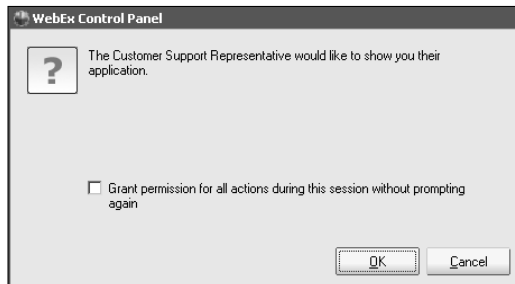 WebEx Control Panel
?
The Customer Support Representative would like to show you their
application.
Grant permission for all actions during this session without prompting
again
OK
Cancel